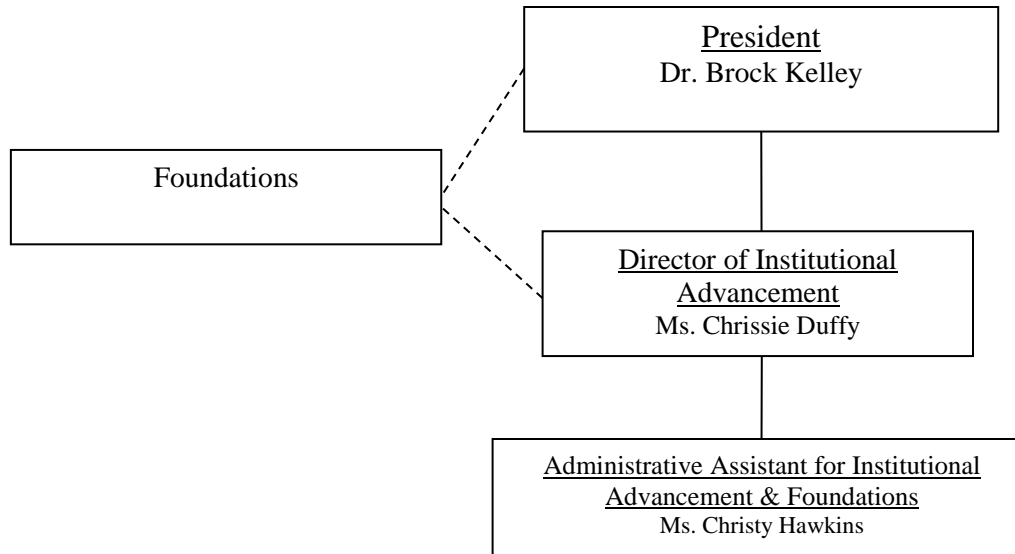 President
Dr. Brock Kelley
Foundations
Director of Institutional
Advancement
Ms. Chrissie Duffy
Administrative Assistant for Institutional
Advancement & Foundations
Ms. Christy Hawkins